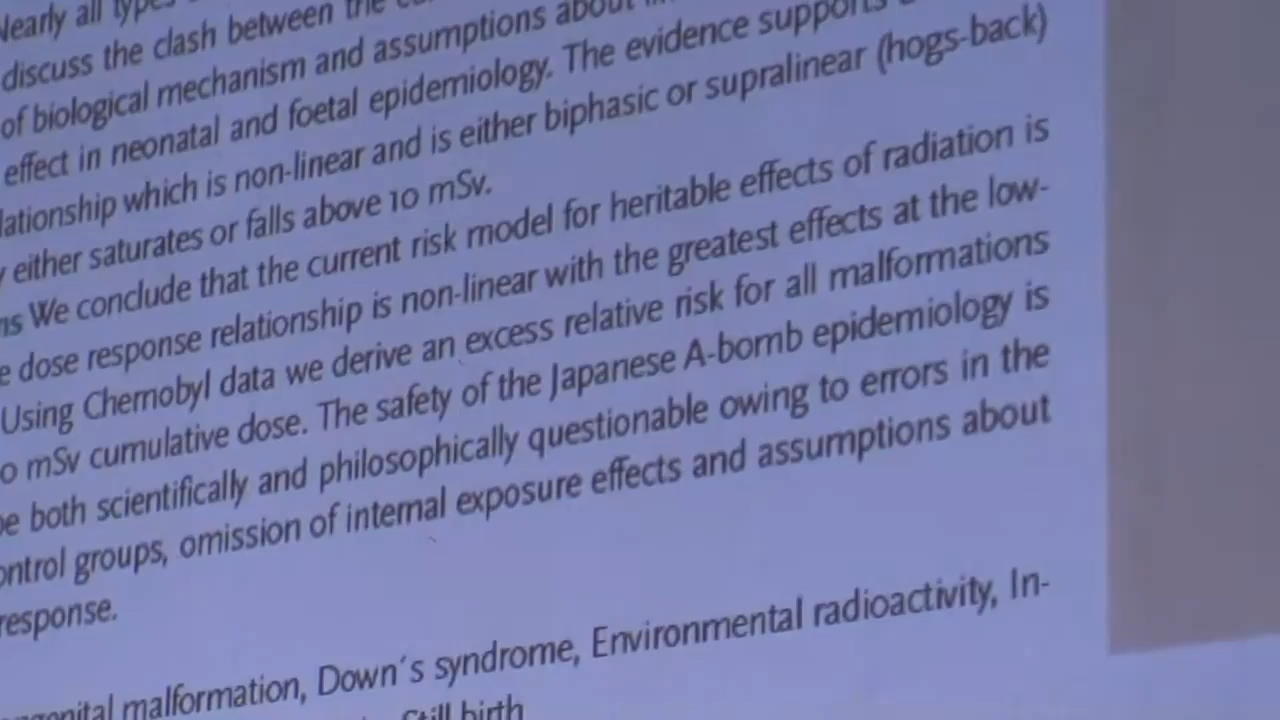 Nearly all types
discuss the clash between the
of biological mechanism and assumptions about
effect in neonatal and foetal epidemiology. The evidence supports
lationship which is non-linear and is either biphasic or supralinear (hogs-back)
y either saturates or falls above 10 mSv.
ns We conclude that the current risk model for heritable effects of radiation is
e dose response relationship is non-linear with the greatest effects at the low-
Using Chernobyl data we derive an excess relative risk for all malformations
0 mSv cumulative dose. The safety of the Japanese A-bomb epidemiology is
be both scientifically and philosophically questionable owing to errors in the
ontrol groups, omission of internal exposure effects and assumptions about
response.
genital malformation, Down´s syndrome, Environmental radioactivity, In-
Still birth